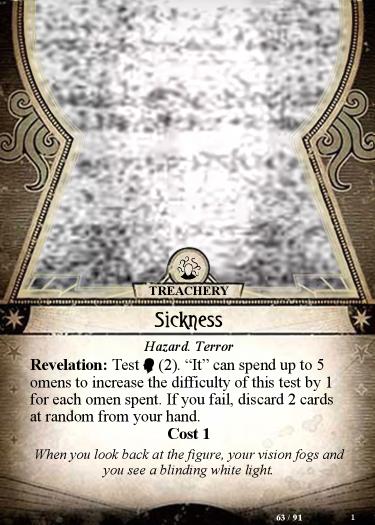 TREACHERY
Sickness
Hazard. Terror
Revelation: Test (2). “It” can spend up to 5
omens to increase the difficulty of this test by 1
for each omen spent. If you fail, discard 2 cards
at random from your hand.
Cost 1
When you look back at the figure, your vision fogs and
you see a blinding white light.
63 / 91 1